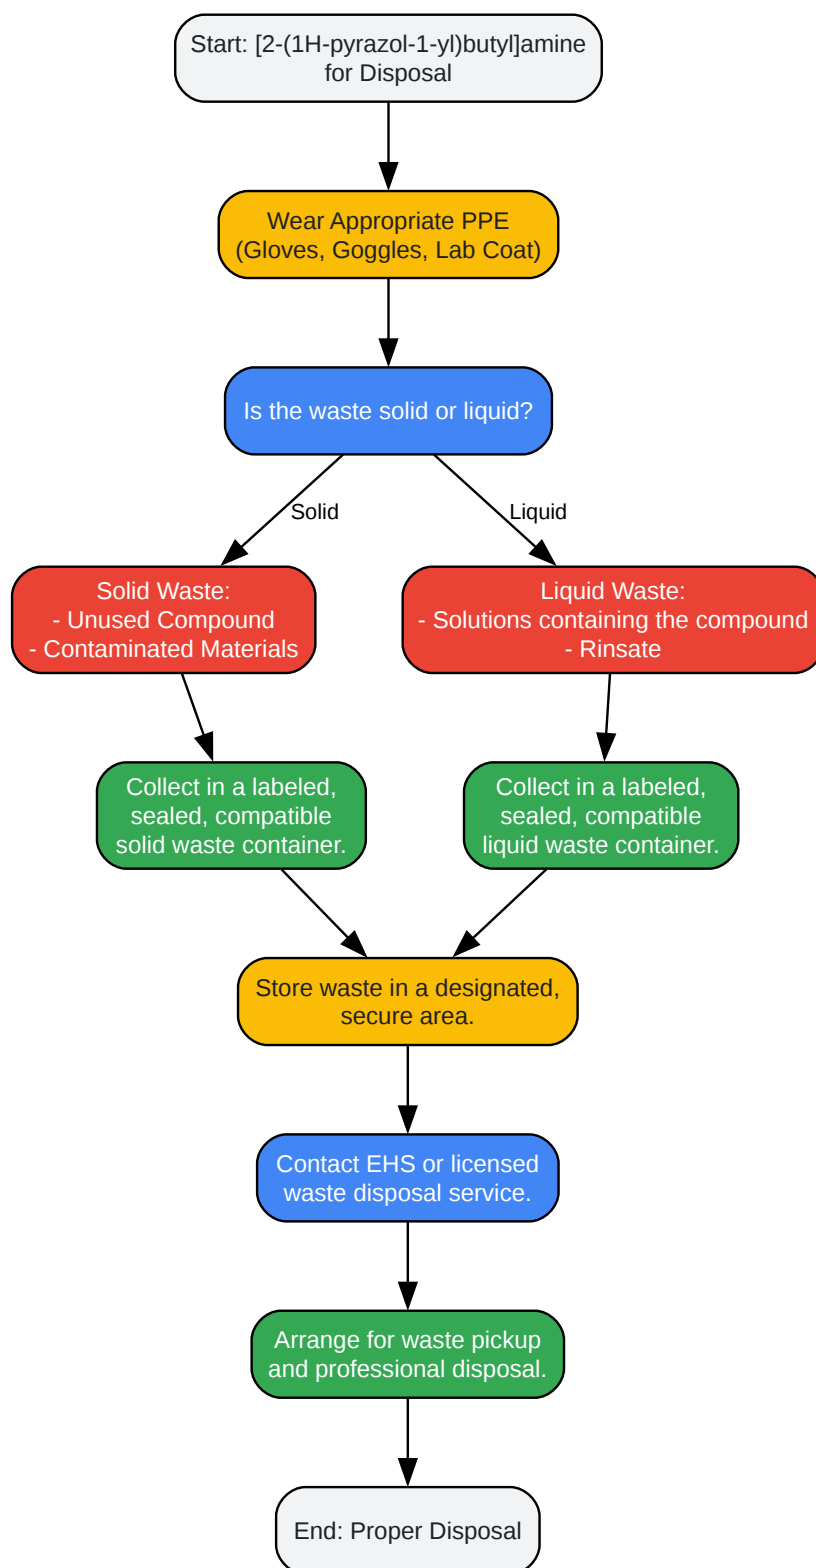 Start: [2-(1H-pyrazol-1-yl)butyl]amine
for Disposal
Wear Appropriate PPE
(Gloves, Goggles, Lab Coat)
Is the waste solid or liquid?
Solid
Liquid
Solid Waste:
- Unused Compound
- Contaminated Materials
Liquid Waste:
- Solutions containing the compound
- Rinsate
Collect in a labeled,
sealed, compatible
solid waste container.
Collect in a labeled,
sealed, compatible
liquid waste container.
Store waste in a designated,
secure area.
Contact EHS or licensed
waste disposal service.
Arrange for waste pickup
and professional disposal.
End: Proper Disposal